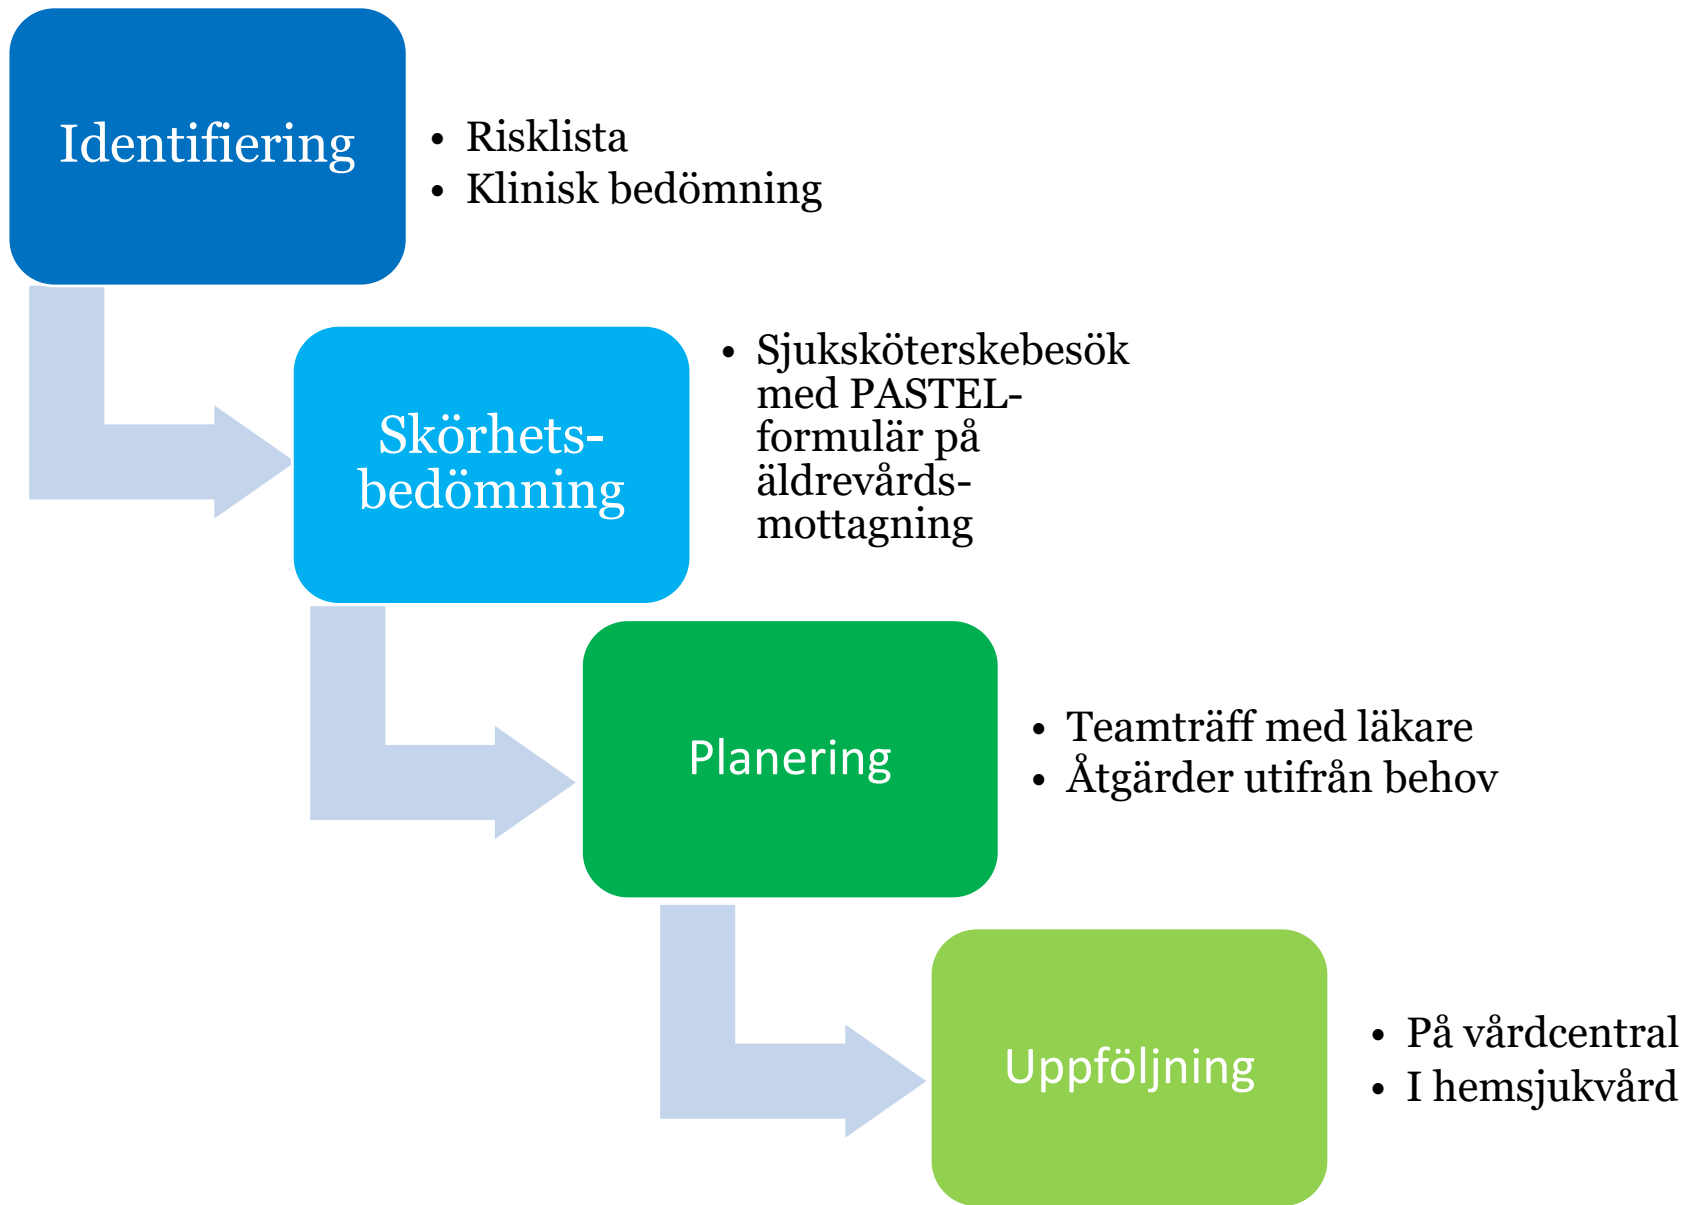 Identifiering
• Risklista
• Klinisk bedömning
Skörhets-
bedömning
• Sjuksköterskebesök
med PASTEL-
formulär på
äldrevårds-
mottagning
Planering
• Teamträff med läkare
• Åtgärder utifrån behov
Uppföljning
• På vårdcentral
• I hemsjukvård